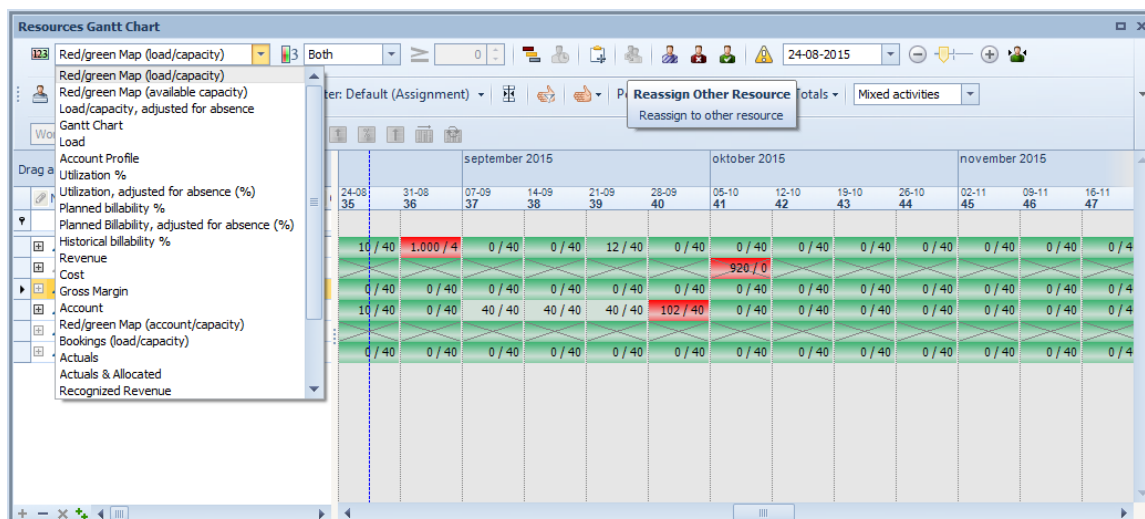 Resources Gantt Chart
123 Red/green Map (load/capacity) 3 Both 0 24-08-2015
Red/green Map (load/capacity)
Red/green Map (available capacity)
Load/capacity, adjusted for absence
Gantt Chart
Load
Account Profile
Utilization %
Utilization, adjusted for absence (%)
Planned billability %
Planned Billability, adjusted for absence (%)
Historical billability %
Revenue
Cost
Gross Margin
Account
Red/green Map (account/capacity)
Bookings (load/capacity)
Actuals
Actuals & Allocated
Recognized Revenue
ter: Default (Assignment) Totals Mixed activities
Reassign Other Resource
Reassign to other resource
Wor
Drag a
september 2015 oktober 2015 november 2015
24-08 31-08 07-09 14-09 21-09 28-09 05-10 12-10 19-10 26-10 02-11 09-11 16-11
35 36 37 38 39 40 41 42 43 44 45 46 47
10 / 40 1.000 / 4 0 / 40 0 / 40 12 / 40 0 / 40 0 / 40 0 / 40 0 / 40 0 / 40 0 / 40 0 / 40 0 / 4
920 / 0
0 / 40 0 / 40 0 / 40 0 / 40 0 / 40 0 / 40 0 / 40 0 / 40 0 / 40 0 / 40 0 / 40 0 / 40 0 / 4
10 / 40 0 / 40 40 / 40 40 / 40 40 / 40 102 / 40 0 / 40 0 / 40 0 / 40 0 / 40 0 / 40 0 / 40 0 / 4
0 / 40 0 / 40 0 / 40 0 / 40 0 / 40 0 / 40 0 / 40 0 / 40 0 / 40 0 / 40 0 / 40 0 / 40 0 / 4